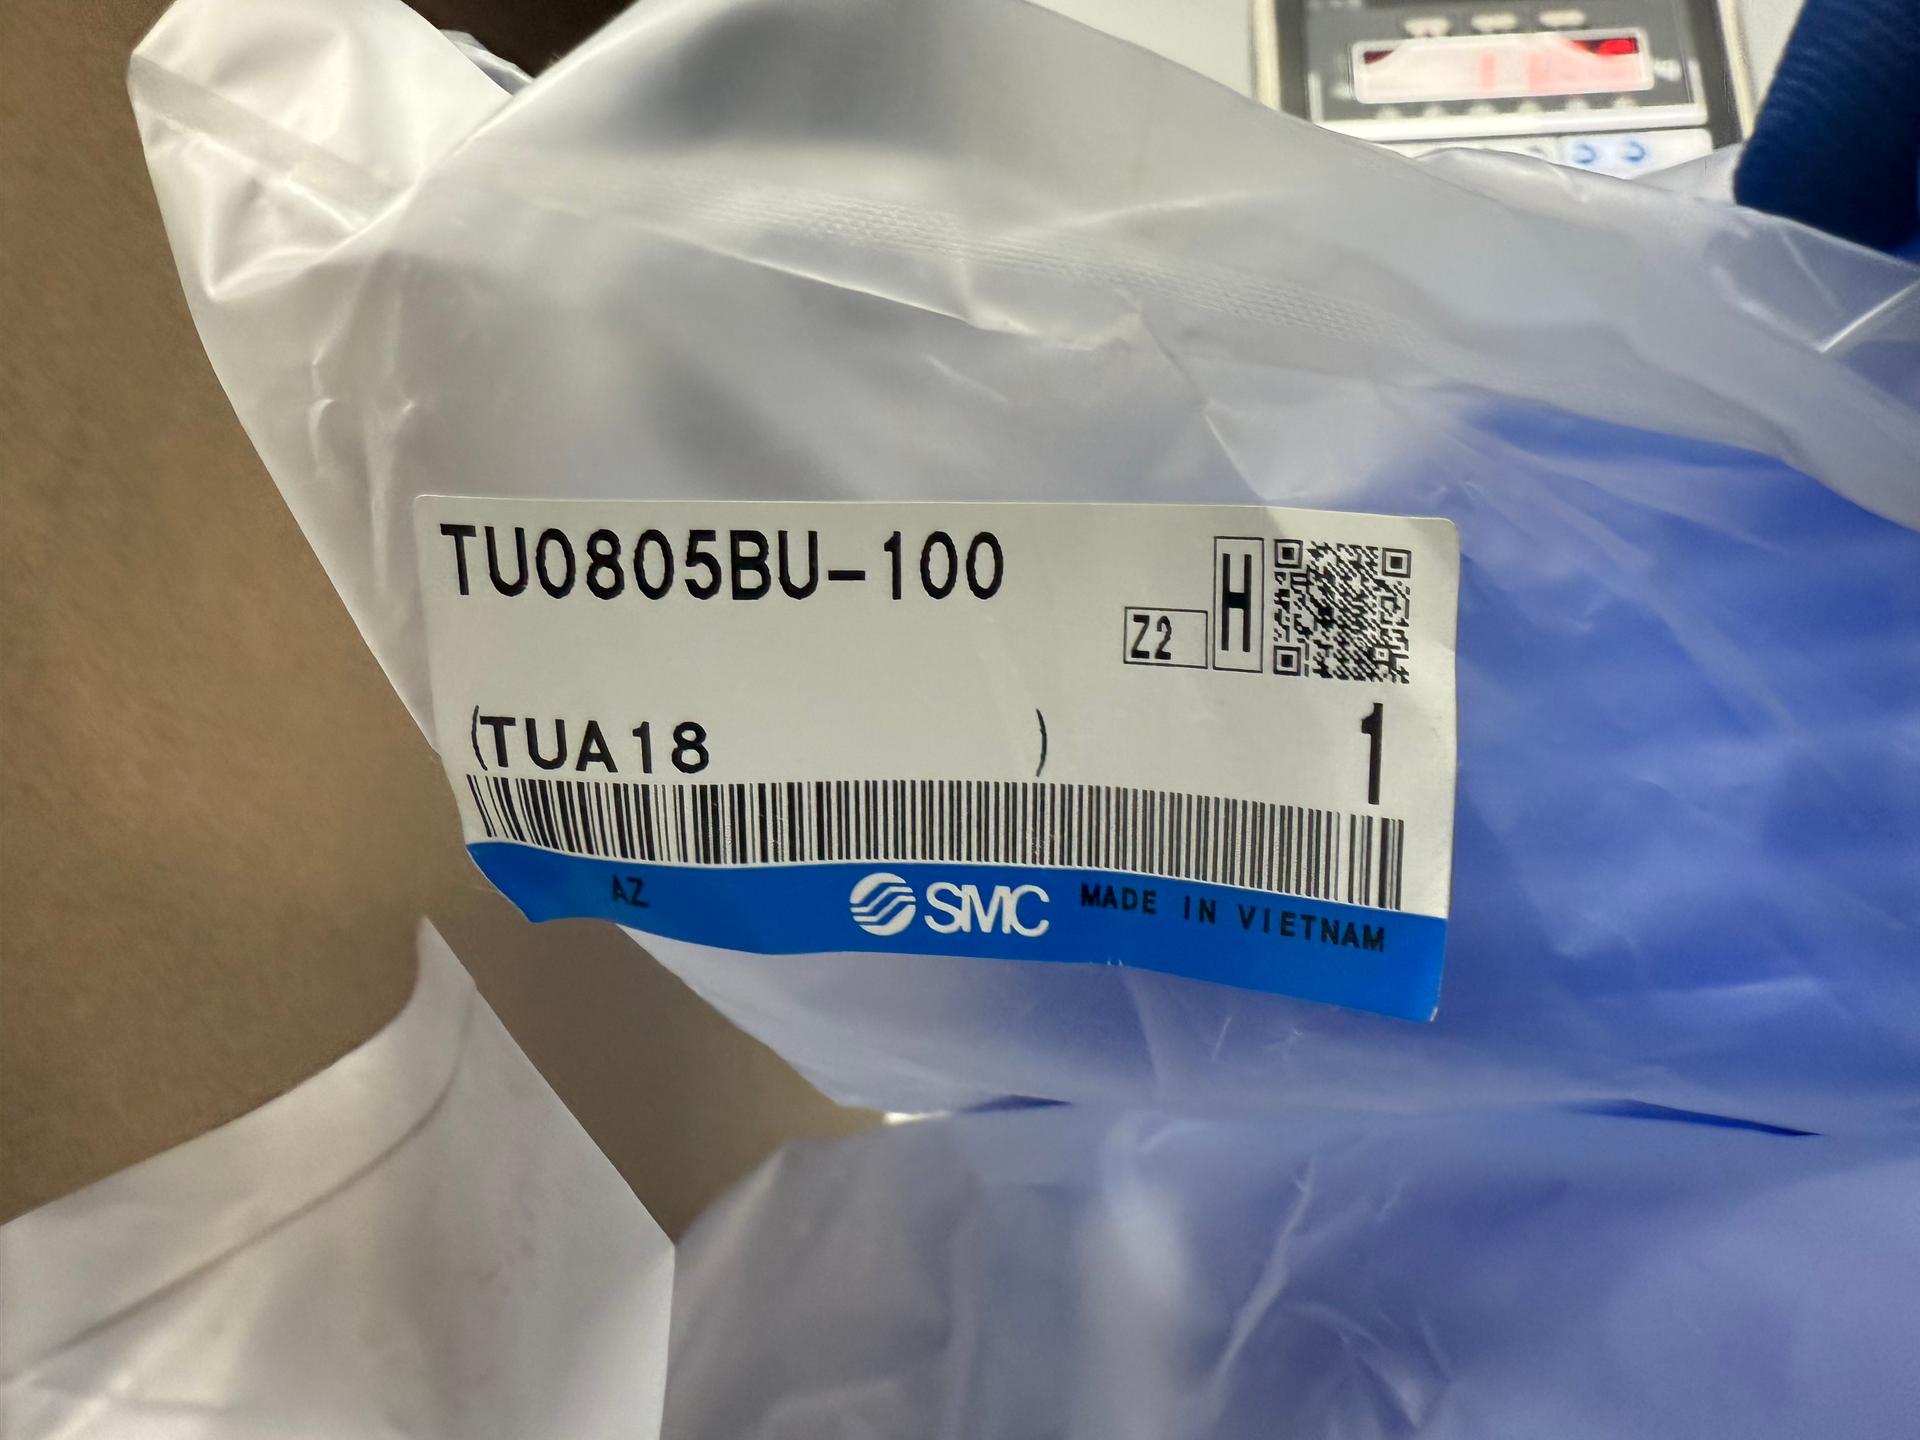 TU0805BU-100
H
Z2
(TUA18 )
1
AZ
SMC
MADE IN VIETNAM